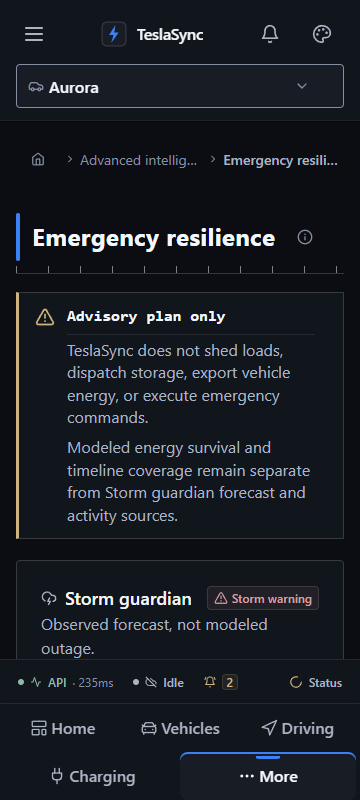 TeslaSync
Aurora
Advanced intellig...
Emergency resili...
Emergency resilience
Advisory plan only
TeslaSync does not shed loads,
dispatch storage, export vehicle
energy, or execute emergency
commands.
Modeled energy survival and
timeline coverage remain separate
from Storm guardian forecast and
activity sources.
Storm guardian
Storm warning
Observed forecast, not modeled
outage.
API · 235ms
Idle
2
Status
Home
Vehicles
Driving
Charging
More